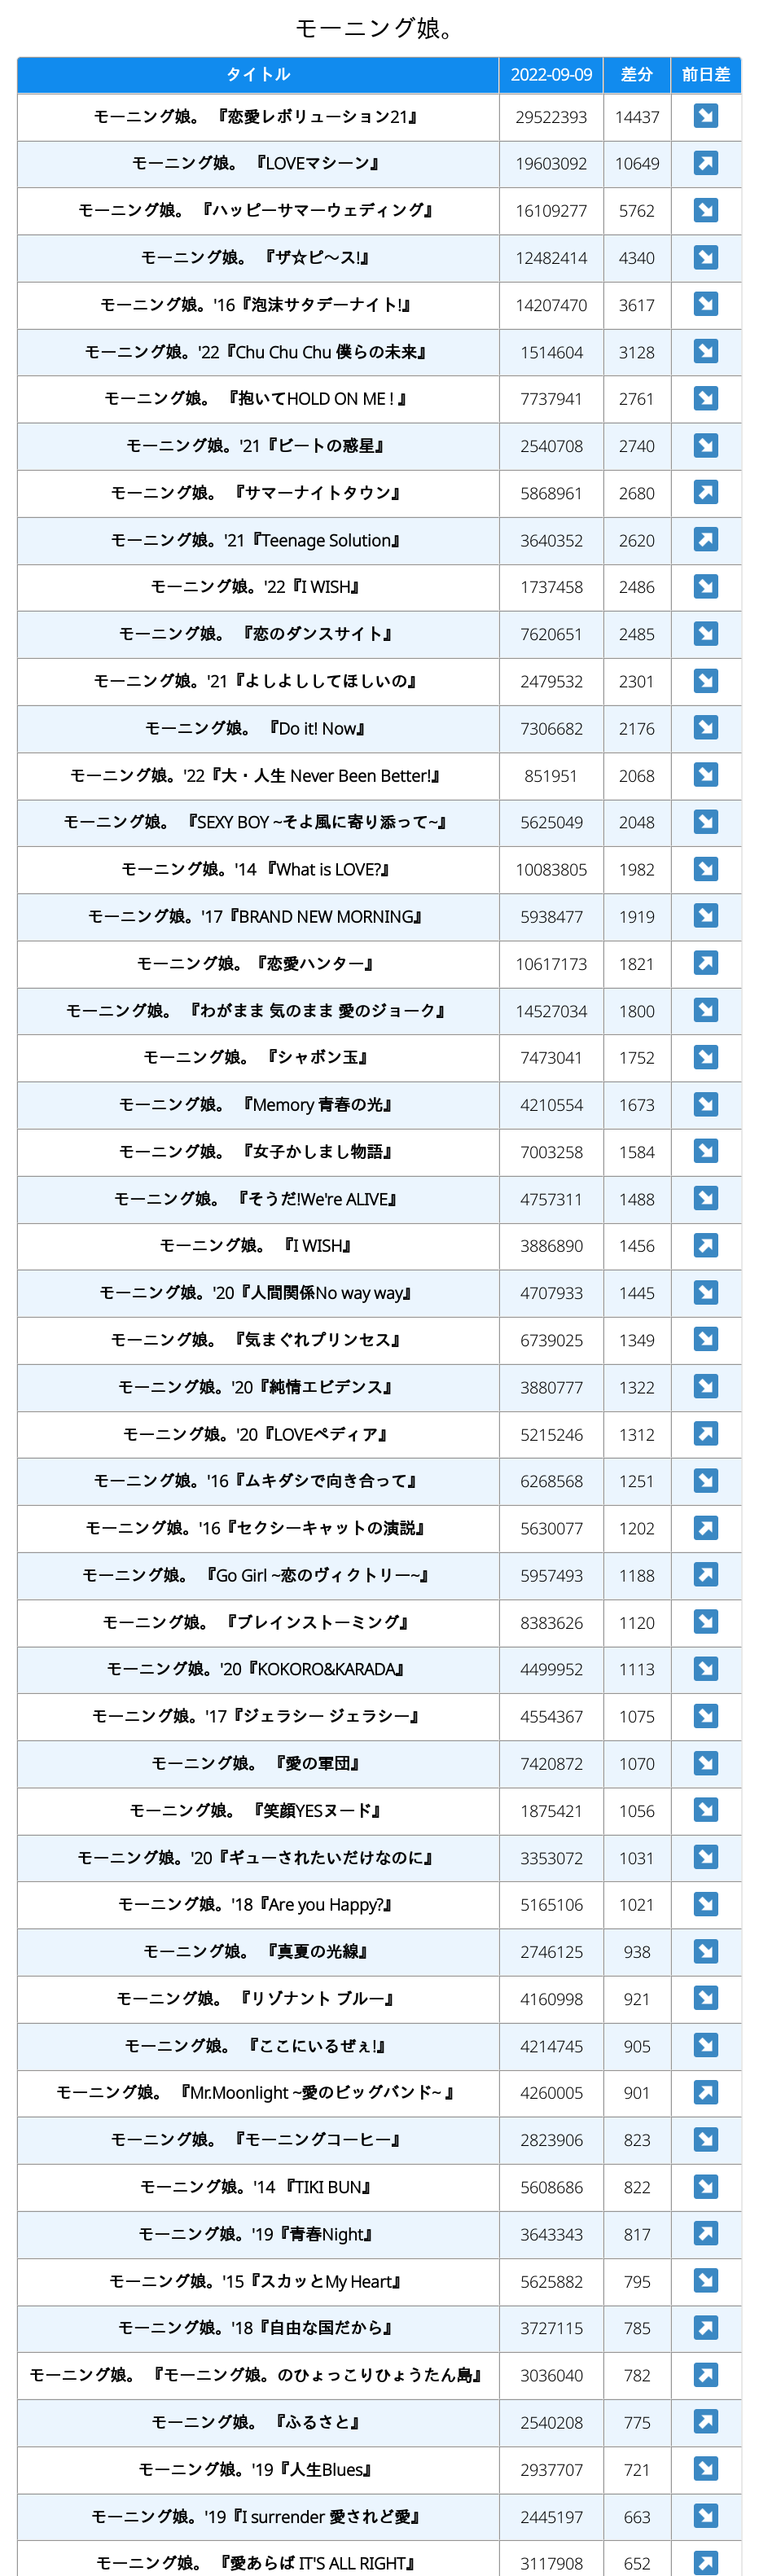 モーニング娘。
タイトル 2022-09-09 差分 前日差
モーニング娘。 『恋愛レボリューション21』 29522393 14437 ↘
モーニング娘。 『LOVEマシーン』 19603092 10649 ↗
モーニング娘。 『ハッピーサマーウェディング』 16109277 5762 ↘
モーニング娘。 『ザ☆ピ〜ス!』 12482414 4340 ↘
モーニング娘。'16『泡沫サタデーナイト!』 14207470 3617 ↘
モーニング娘。'22『Chu Chu Chu 僕らの未来』 1514604 3128 ↘
モーニング娘。 『抱いてHOLD ON ME ! 』 7737941 2761 ↘
モーニング娘。'21『ビートの惑星』 2540708 2740 ↘
モーニング娘。 『サマーナイトタウン』 5868961 2680 ↗
モーニング娘。'21『Teenage Solution』 3640352 2620 ↗
モーニング娘。'22『I WISH』 1737458 2486 ↘
モーニング娘。 『恋のダンスサイト』 7620651 2485 ↘
モーニング娘。'21『よしよししてほしいの』 2479532 2301 ↘
モーニング娘。 『Do it! Now』 7306682 2176 ↘
モーニング娘。'22『大・人生 Never Been Better!』 851951 2068 ↘
モーニング娘。 『SEXY BOY ~そよ風に寄り添って~』 5625049 2048 ↘
モーニング娘。'14 『What is LOVE?』 10083805 1982 ↘
モーニング娘。'17『BRAND NEW MORNING』 5938477 1919 ↘
モーニング娘。『恋愛ハンター』 10617173 1821 ↗
モーニング娘。 『わがまま 気のまま 愛のジョーク』 14527034 1800 ↘
モーニング娘。 『シャボン玉』 7473041 1752 ↘
モーニング娘。 『Memory 青春の光』 4210554 1673 ↘
モーニング娘。 『女子かしまし物語』 7003258 1584 ↘
モーニング娘。 『そうだ!We're ALIVE』 4757311 1488 ↘
モーニング娘。 『I WISH』 3886890 1456 ↗
モーニング娘。'20『人間関係No way way』 4707933 1445 ↘
モーニング娘。 『気まぐれプリンセス』 6739025 1349 ↘
モーニング娘。'20『純情エビデンス』 3880777 1322 ↘
モーニング娘。'20『LOVEペディア』 5215246 1312 ↗
モーニング娘。'16『ムキダシで向き合って』 6268568 1251 ↘
モーニング娘。'16『セクシーキャットの演説』 5630077 1202 ↗
モーニング娘。 『Go Girl ~恋のヴィクトリー~』 5957493 1188 ↗
モーニング娘。 『ブレインストーミング』 8383626 1120 ↘
モーニング娘。'20『KOKORO&KARADA』 4499952 1113 ↘
モーニング娘。'17『ジェラシー ジェラシー』 4554367 1075 ↘
モーニング娘。 『愛の軍団』 7420872 1070 ↘
モーニング娘。 『笑顔YESヌード』 1875421 1056 ↘
モーニング娘。'20『ギューされたいだけなのに』 3353072 1031 ↘
モーニング娘。'18『Are you Happy?』 5165106 1021 ↘
モーニング娘。 『真夏の光線』 2746125 938 ↘
モーニング娘。 『リゾナント ブルー』 4160998 921 ↘
モーニング娘。 『ここにいるぜぇ!』 4214745 905 ↘
モーニング娘。 『Mr.Moonlight ~愛のビッグバンド~ 』 4260005 901 ↗
モーニング娘。 『モーニングコーヒー』 2823906 823 ↘
モーニング娘。'14 『TIKI BUN』 5608686 822 ↘
モーニング娘。'19『青春Night』 3643343 817 ↗
モーニング娘。'15『スカッとMy Heart』 5625882 795 ↘
モーニング娘。'18『自由な国だから』 3727115 785 ↗
モーニング娘。 『モーニング娘。のひょっこりひょうたん島』 3036040 782 ↗
モーニング娘。 『ふるさと』 2540208 775 ↗
モーニング娘。'19『人生Blues』 2937707 721 ↘
モーニング娘。'19『I surrender 愛されど愛』 2445197 663 ↘
モーニング娘。 『愛あらば IT'S ALL RIGHT』 3117908 652 ↗